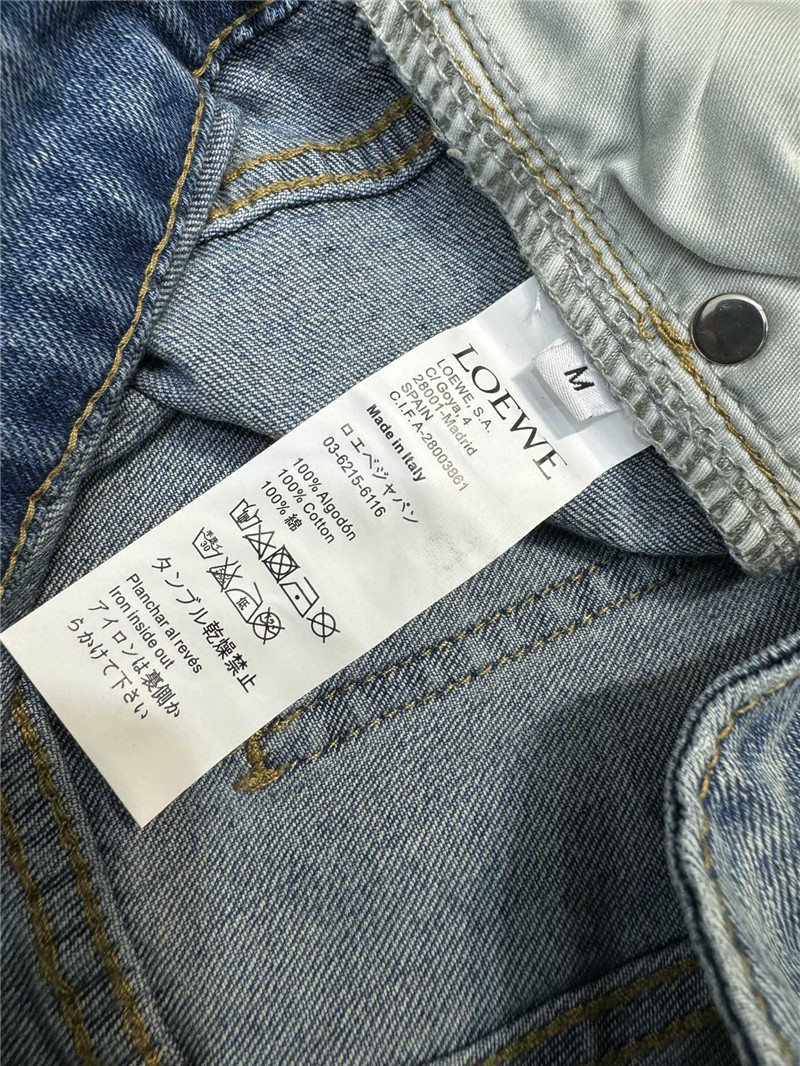 M
LOEWE
LOEWE, S.A.
C/ Goya, 4
28001-Madrid
SPAIN
C.I.F. A-28003861
Made in Italy
ロエベジャパン
03-6215-6116
100% Algodón
100% Cotton
100% 綿
30
低
タンブル乾燥禁止
Planchar al revés
Iron inside out
アイロンは裏側か
らかけて下さい